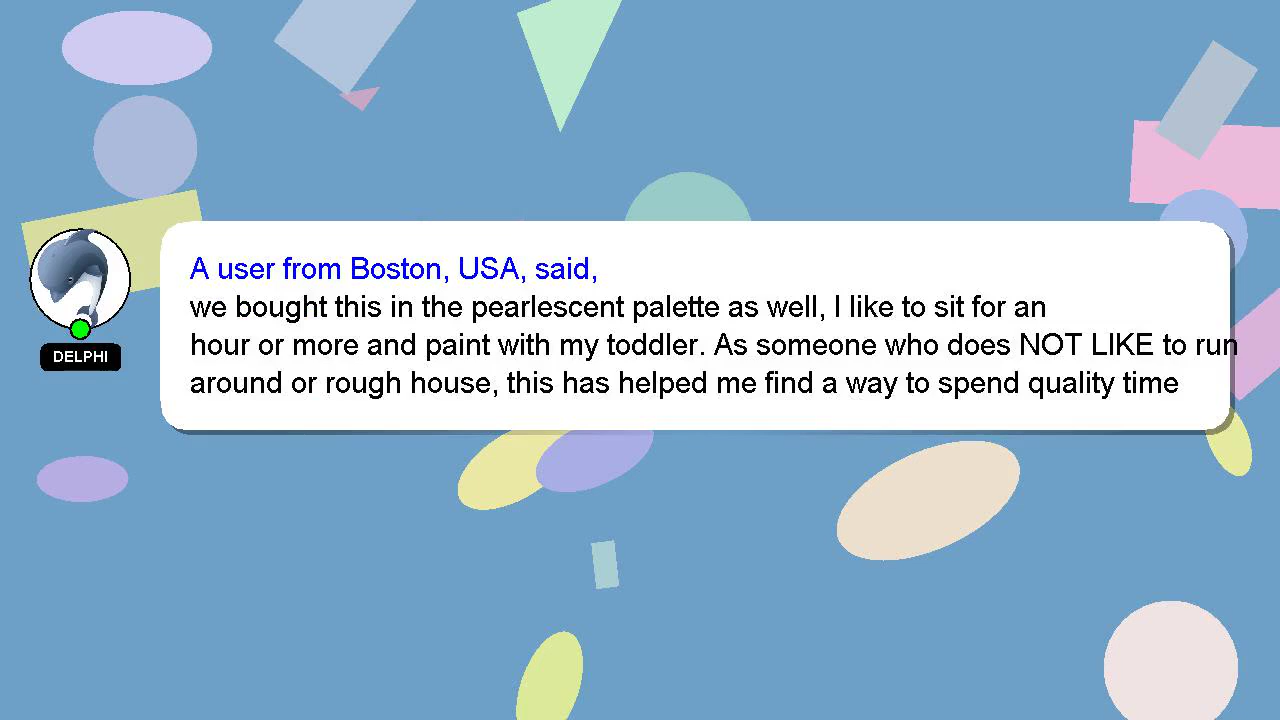 A user from Boston, USA, said,
we bought this in the pearlescent palette as well, I like to sit for an
hour or more and paint with my toddler. As someone who does NOT LIKE to run
around or rough house, this has helped me find a way to spend quality time
DELPHI